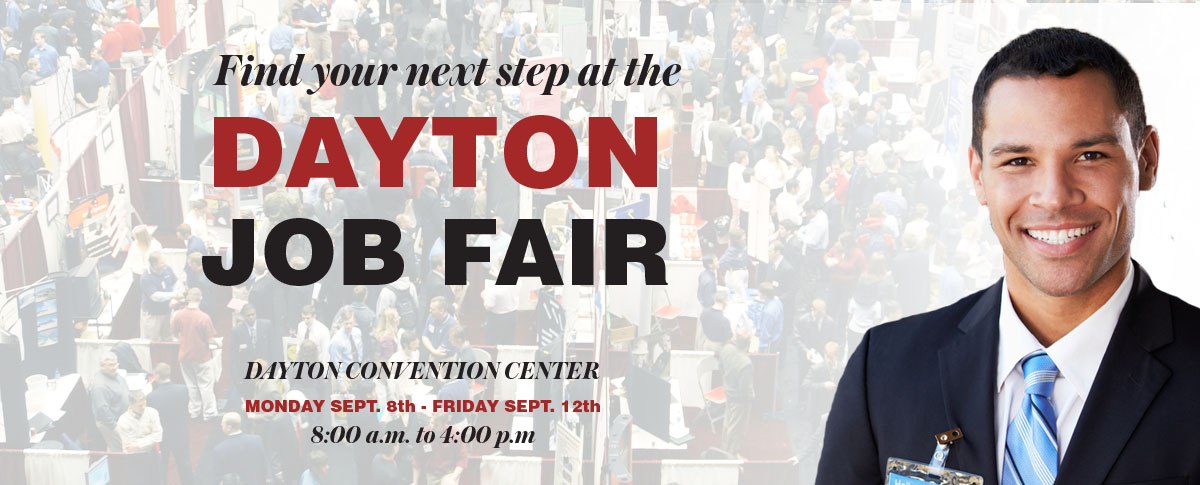 Find your next step at the
DAYTON
JOB FAIR
DAYTON CONVENTION CENTER
MONDAY SEPT. 8th - FRIDAY SEPT. 12th
8:00 a.m. to 4:00 p.m